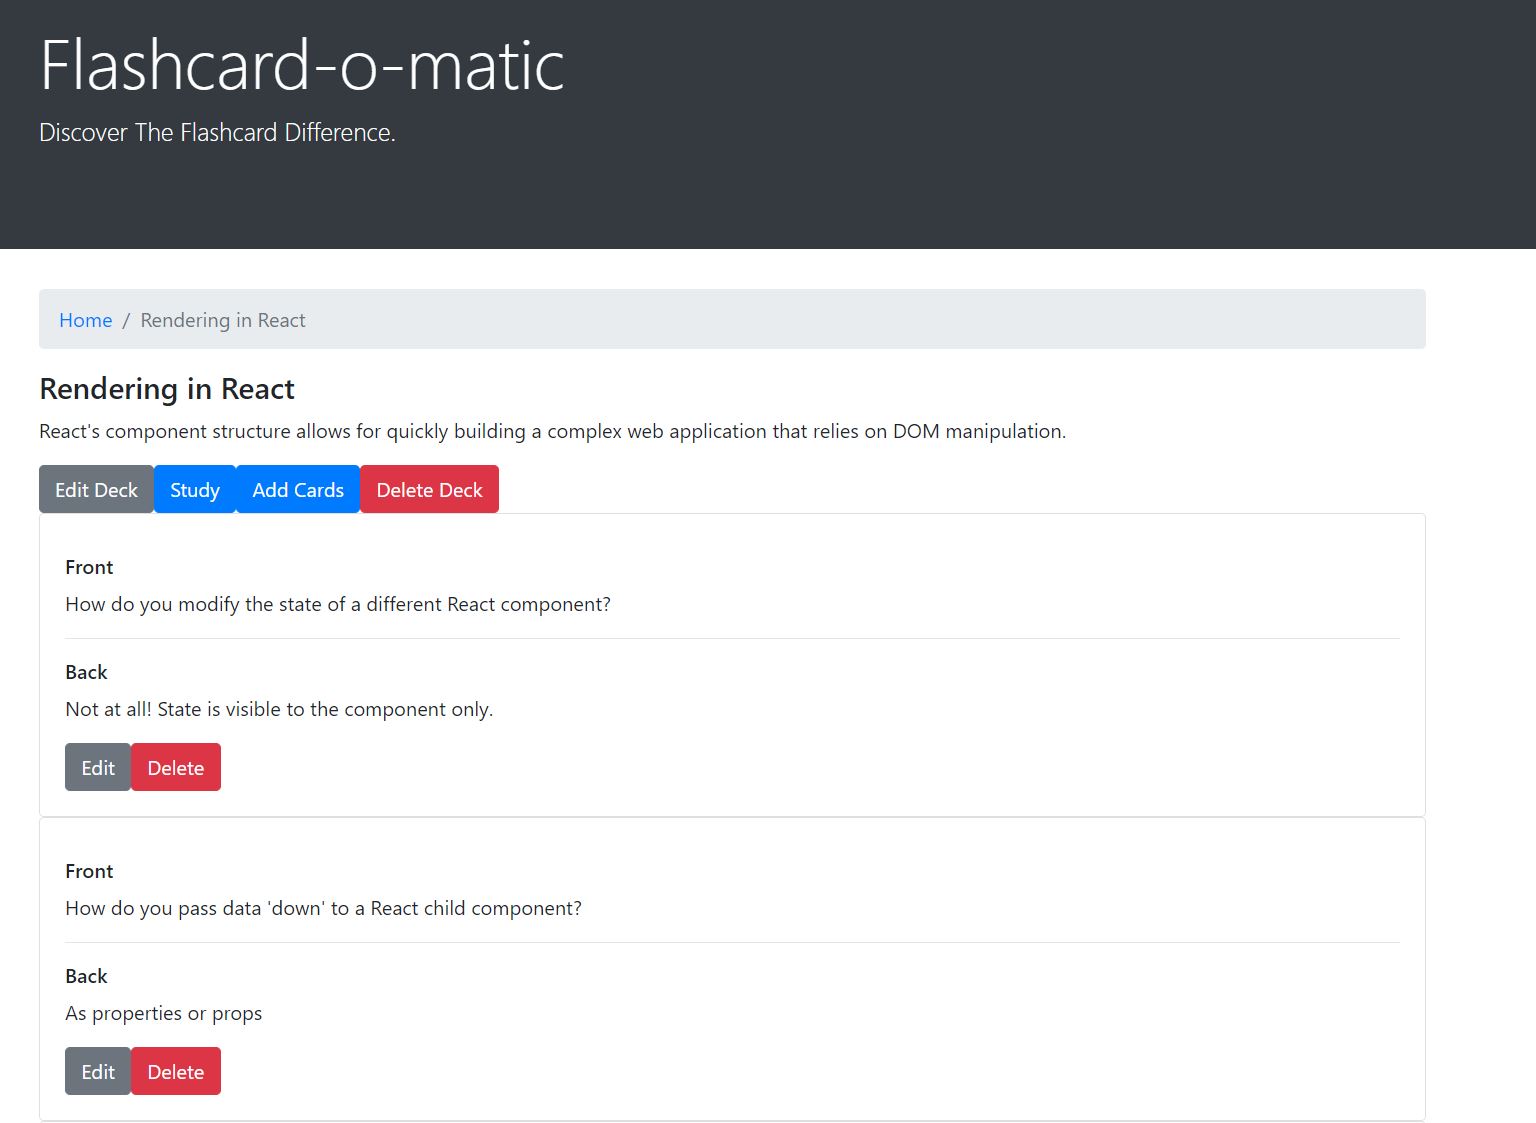 Flashcard-o-matic
Discover The Flashcard Difference.
Home / Rendering in React
Rendering in React
React's component structure allows for quickly building a complex web application that relies on DOM manipulation.
Edit Deck Study Add Cards Delete Deck
Front
How do you modify the state of a different React component?
Back
Not at all! State is visible to the component only.
Edit Delete
Front
How do you pass data 'down' to a React child component?
Back
As properties or props
Edit Delete